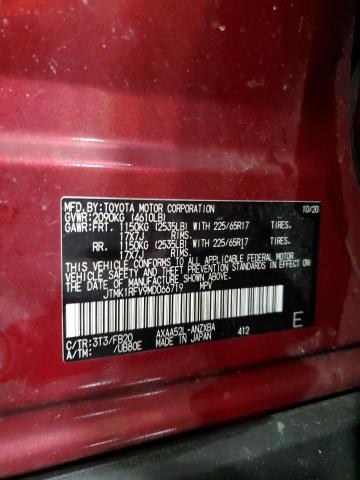 MFD. BY: TOYOTA MOTOR CORPORATION 10/20
GVWR: 2090KG (4610LB)
GAWR: FRT. 1150KG (2535LB) WITH 225/65R17 TIRES.
17X7J RIMS.
RR. 1150KG (2535LB) WITH 225/65R17 TIRES.
17X7J RIMS.
THIS VEHICLE CONFORMS TO ALL APPLICABLE FEDERAL MOTOR
VEHICLE SAFETY AND BUMPER STANDARDS IN EFFECT ON THE DATE OF
MANUFACTURE SHOWN ABOVE.
JTMK1RFV9MD066719 MPV
C/TR: 3T3/FB20 AXAA52L-ANZXBA 412
A/TM: /UB80E MADE IN JAPAN
E